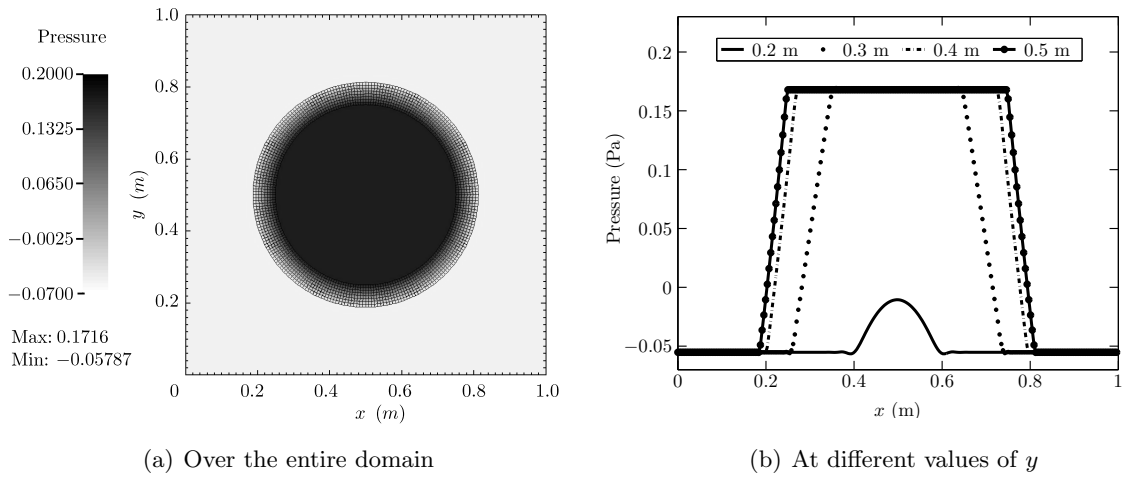 Pressure
0.2000
0.1325
0.0650
−0.0025
−0.0700
Max: 0.1716
Min: −0.05787
1.0
0.8
0.6
0.4
0.2
0
0.2
0.4
0.6
0.8
1.0
y (m)
x (m)
(a) Over the entire domain
0.2 m
0.3 m
0.4 m
0.5 m
0.2
0.15
0.1
0.05
0
−0.05
0
0.2
0.4
0.6
0.8
1
Pressure (Pa)
x (m)
(b) At different values of y